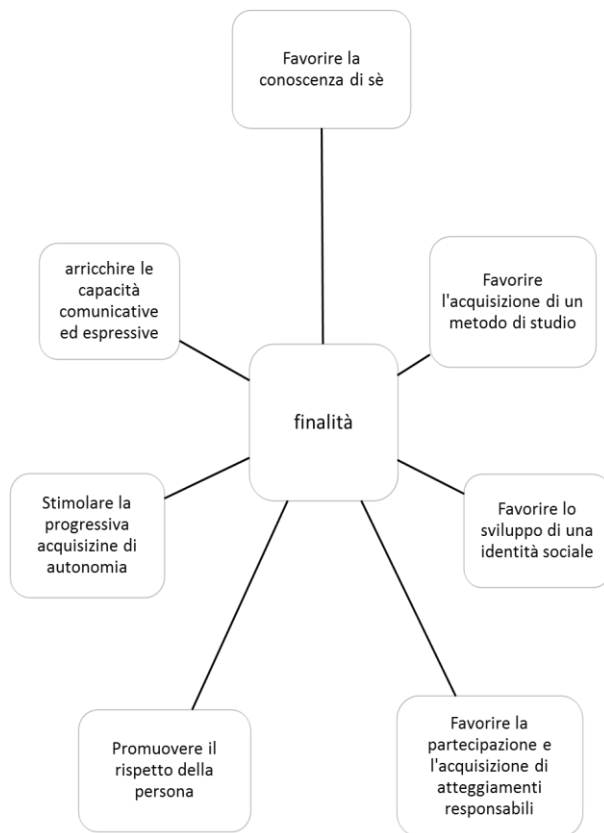 Favorire la
conoscenza di sè
arricchire le
capacità
comunicative
ed espressive
Favorire
l'acquisizione di un
metodo di studio
finalità
Stimolare la
progressiva
acquisizine di
autonomia
Favorire lo
sviluppo di una
identità sociale
Promuovere il
rispetto della
persona
Favorire la
partecipazione e
l'acquisizione di
atteggiamenti
responsabili